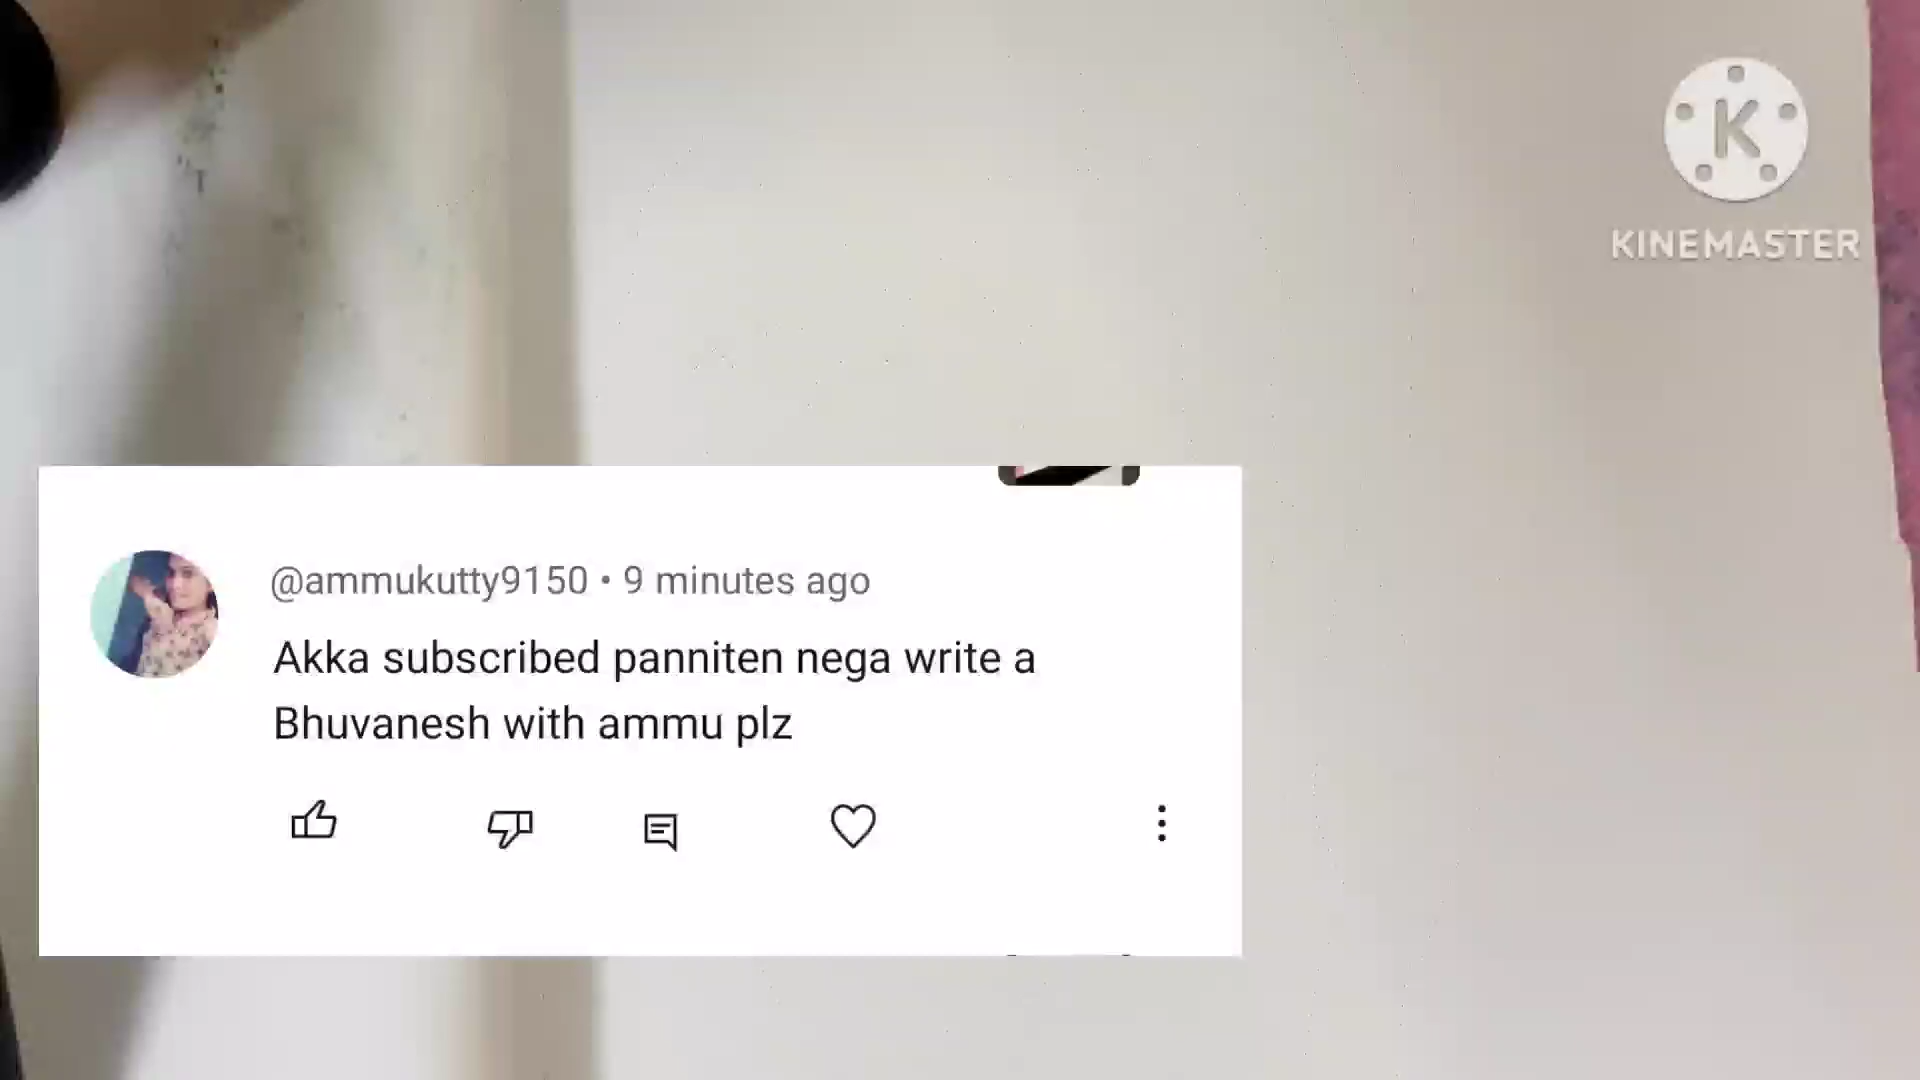 K
KINEMASTER
@ammukutty9150 • 9 minutes ago
Akka subscribed panniten nega write a
Bhuvanesh with ammu plz